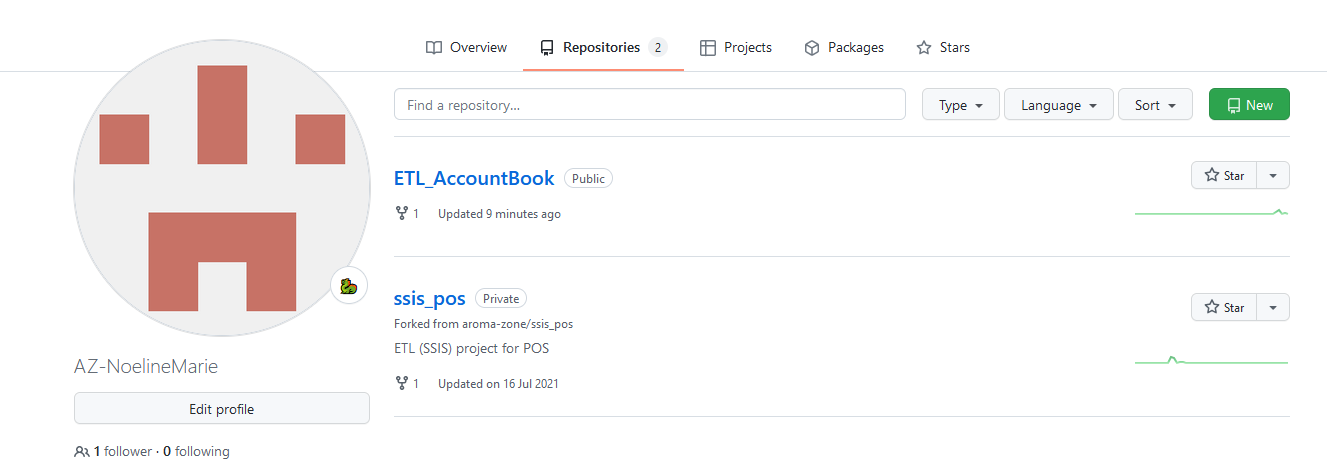 Overview Repositories 2 Projects Packages Stars
Find a repository... Type Language Sort New
ETL_AccountBook Public Star
1 Updated 9 minutes ago
ssis_pos Private Star
Forked from aroma-zone/ssis_pos
ETL (SSIS) project for POS
1 Updated on 16 Jul 2021
AZ-NoelineMarie
Edit profile
1 follower · 0 following